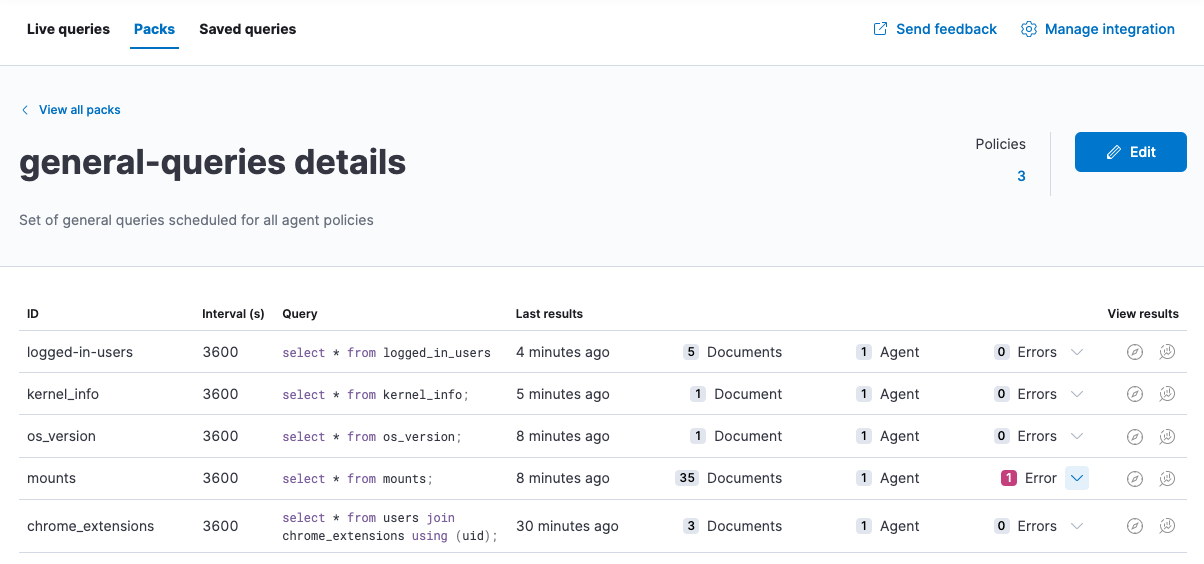 Live queries Packs Saved queries Send feedback Manage integration
View all packs
general-queries details
Policies
3
Edit
Set of general queries scheduled for all agent policies
ID Interval (s) Query Last results View results
logged-in-users 3600 select * from logged_in_users 4 minutes ago 5 Documents 1 Agent 0 Errors
kernel_info 3600 select * from kernel_info; 5 minutes ago 1 Document 1 Agent 0 Errors
os_version 3600 select * from os_version; 8 minutes ago 1 Document 1 Agent 0 Errors
mounts 3600 select * from mounts; 8 minutes ago 35 Documents 1 Agent 1 Error
chrome_extensions 3600 select * from users join
chrome_extensions using (uid); 30 minutes ago 3 Documents 1 Agent 0 Errors